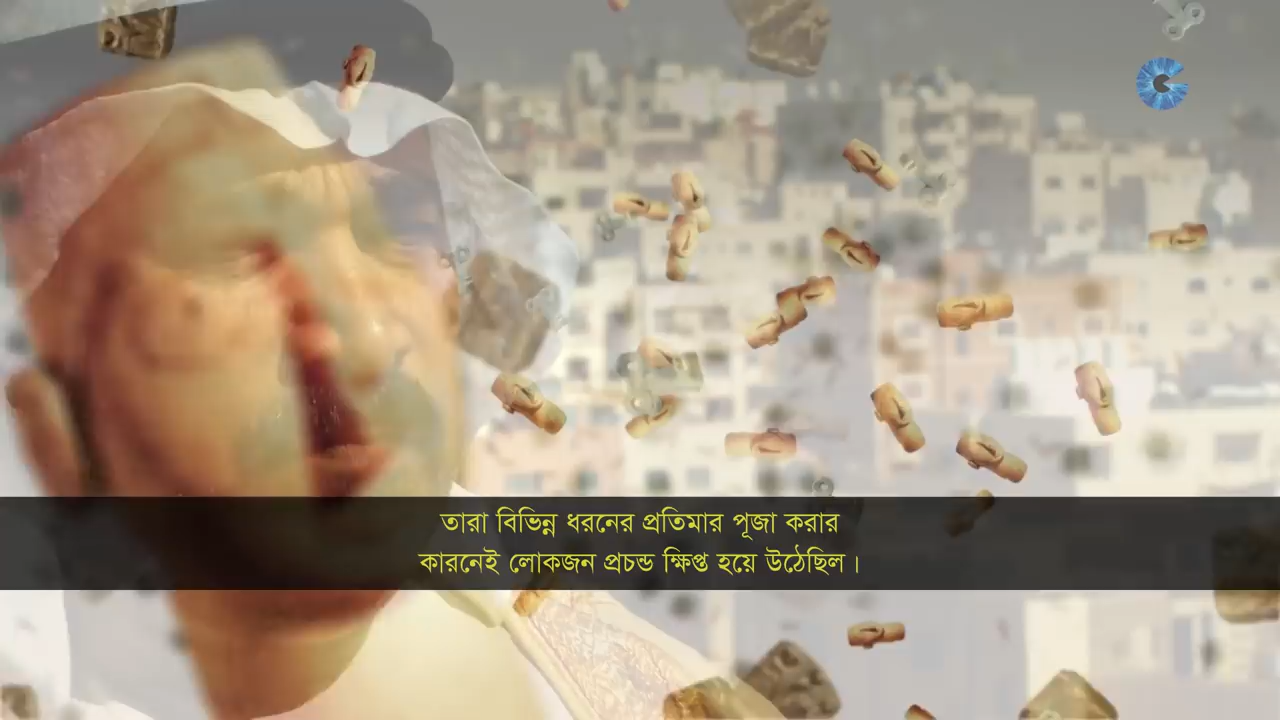 তারা বিভিন্ন ধরনের প্রতিমার পূজা করার
কারনেই লোকজন প্রচন্ড ক্ষিপ্ত হয়ে উঠেছিল।